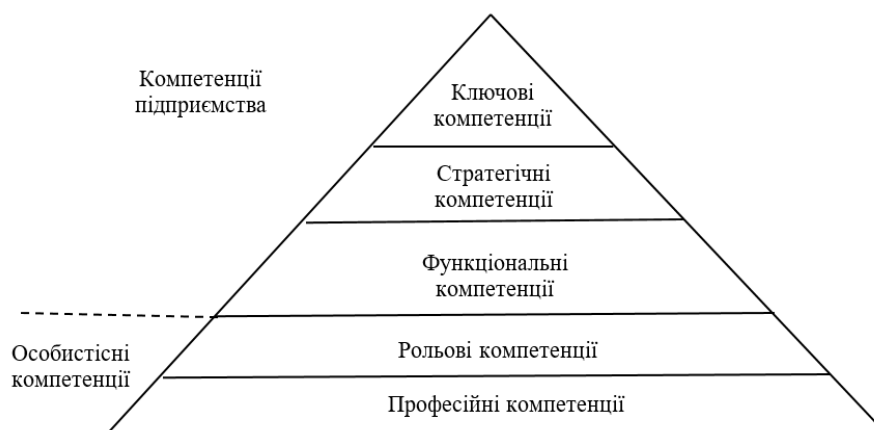 Компетенції
підприємства
Ключові
компетенції
Стратегічні
компетенції
Функціональні
компетенції
Особистісні
компетенції
Рольові компетенції
Професійні компетенції